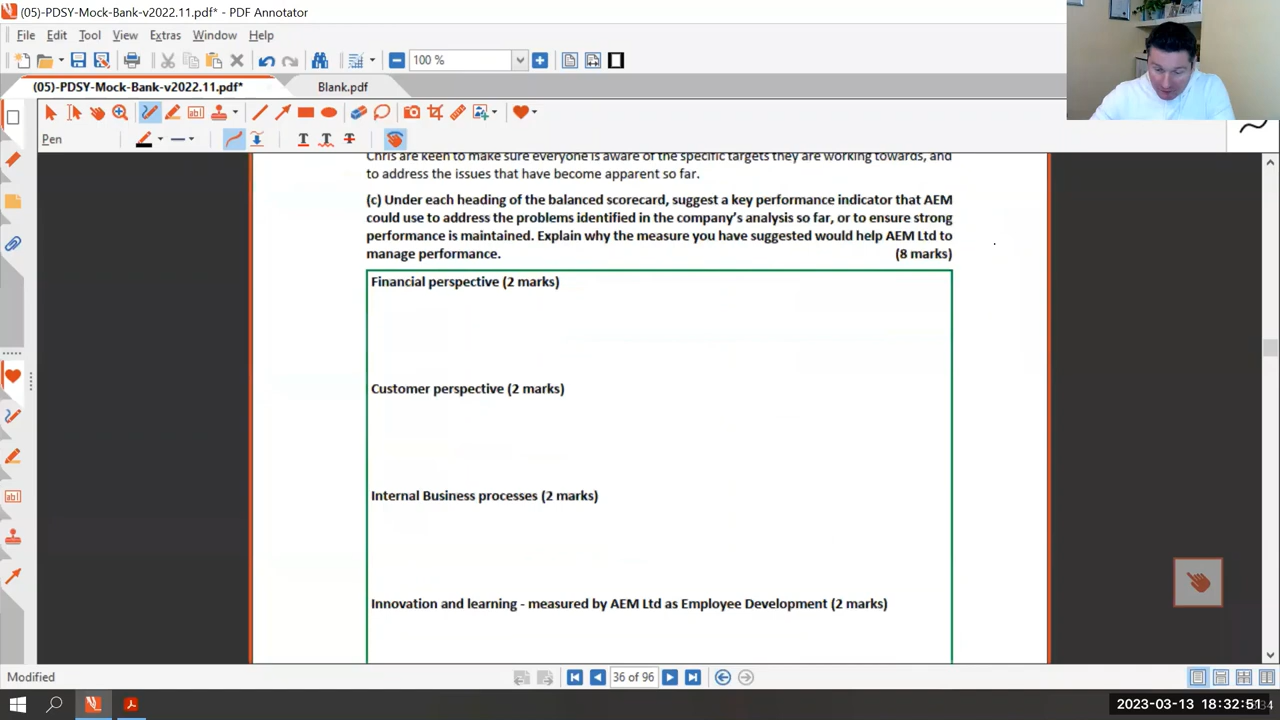 (05)-PDSY-Mock-Bank-v2022.11.pdf* - PDF Annotator
File Edit Tool View Extras Window Help
100 %
(05)-PDSY-Mock-Bank-v2022.11.pdf* Blank.pdf
Pen
Chris are keen to make sure everyone is aware of the specific targets they are working towards, and
to address the issues that have become apparent so far.
(c) Under each heading of the balanced scorecard, suggest a key performance indicator that AEM
could use to address the problems identified in the company's analysis so far, or to ensure strong
performance is maintained. Explain why the measure you have suggested would help AEM Ltd to
manage performance. (8 marks)
Financial perspective (2 marks)
Customer perspective (2 marks)
Internal Business processes (2 marks)
Innovation and learning - measured by AEM Ltd as Employee Development (2 marks)
Modified
36 of 96
2023-03-13 18:32:51